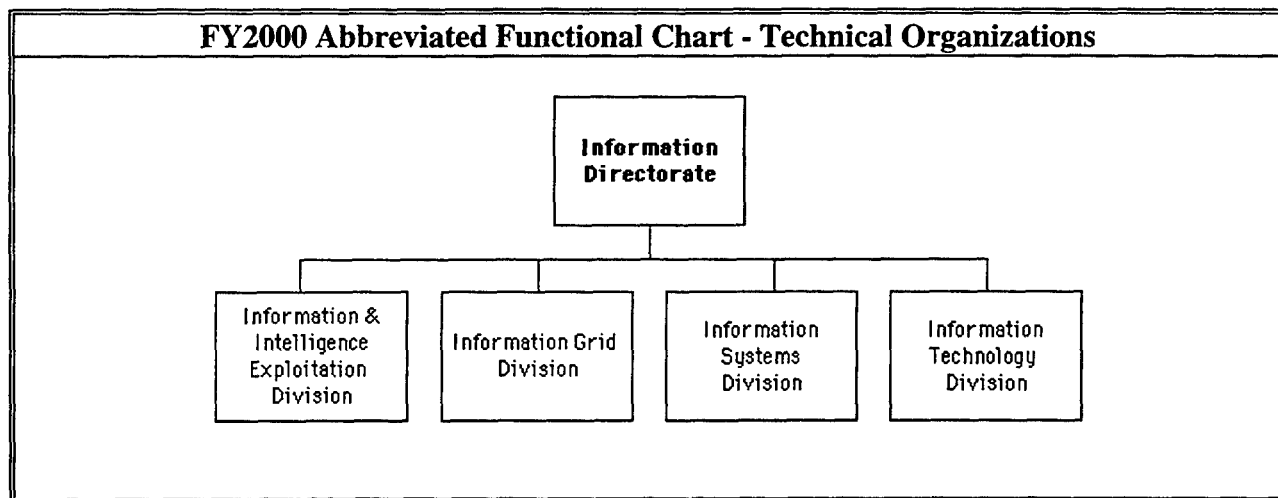 FY2000 Abbreviated Functional Chart - Technical Organizations
Information
Directorate
Information &
Intelligence
Exploitation
Division
Information Grid
Division
Information
Systems
Division
Information
Technology
Division